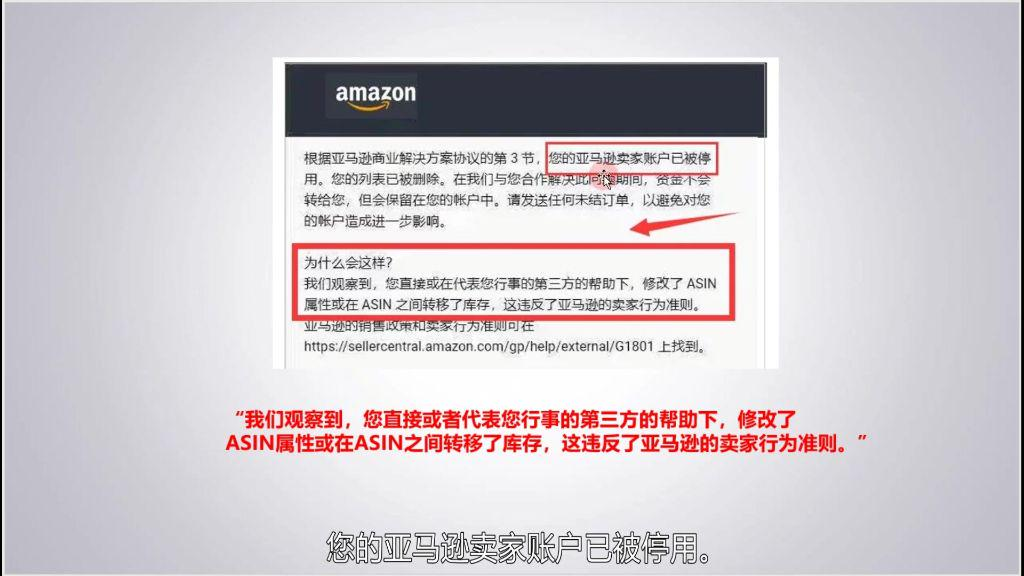 amazon
根据亚马逊商业解决方案协议的第 3 节，您的亚马逊卖家账户已被停
用。您的列表已被删除。在我们与您合作解决此问题期间，资金不会
转给您，但会保留在您的帐户中。请发送任何未结订单，以避免对您
的帐户造成进一步影响。
为什么会这样？
我们观察到，您直接或在代表您行事的第三方的帮助下，修改了 ASIN
属性或在 ASIN 之间转移了库存，这违反了亚马逊的卖家行为准则。
亚马逊的销售政策和卖家行为准则可在
https://sellercentral.amazon.com/gp/help/external/G1801 上找到。
“我们观察到，您直接或者代表您行事的第三方的帮助下，修改了
ASIN属性或在ASIN之间转移了库存，这违反了亚马逊的卖家行为准则。”
您的亚马逊卖家账户已被停用。